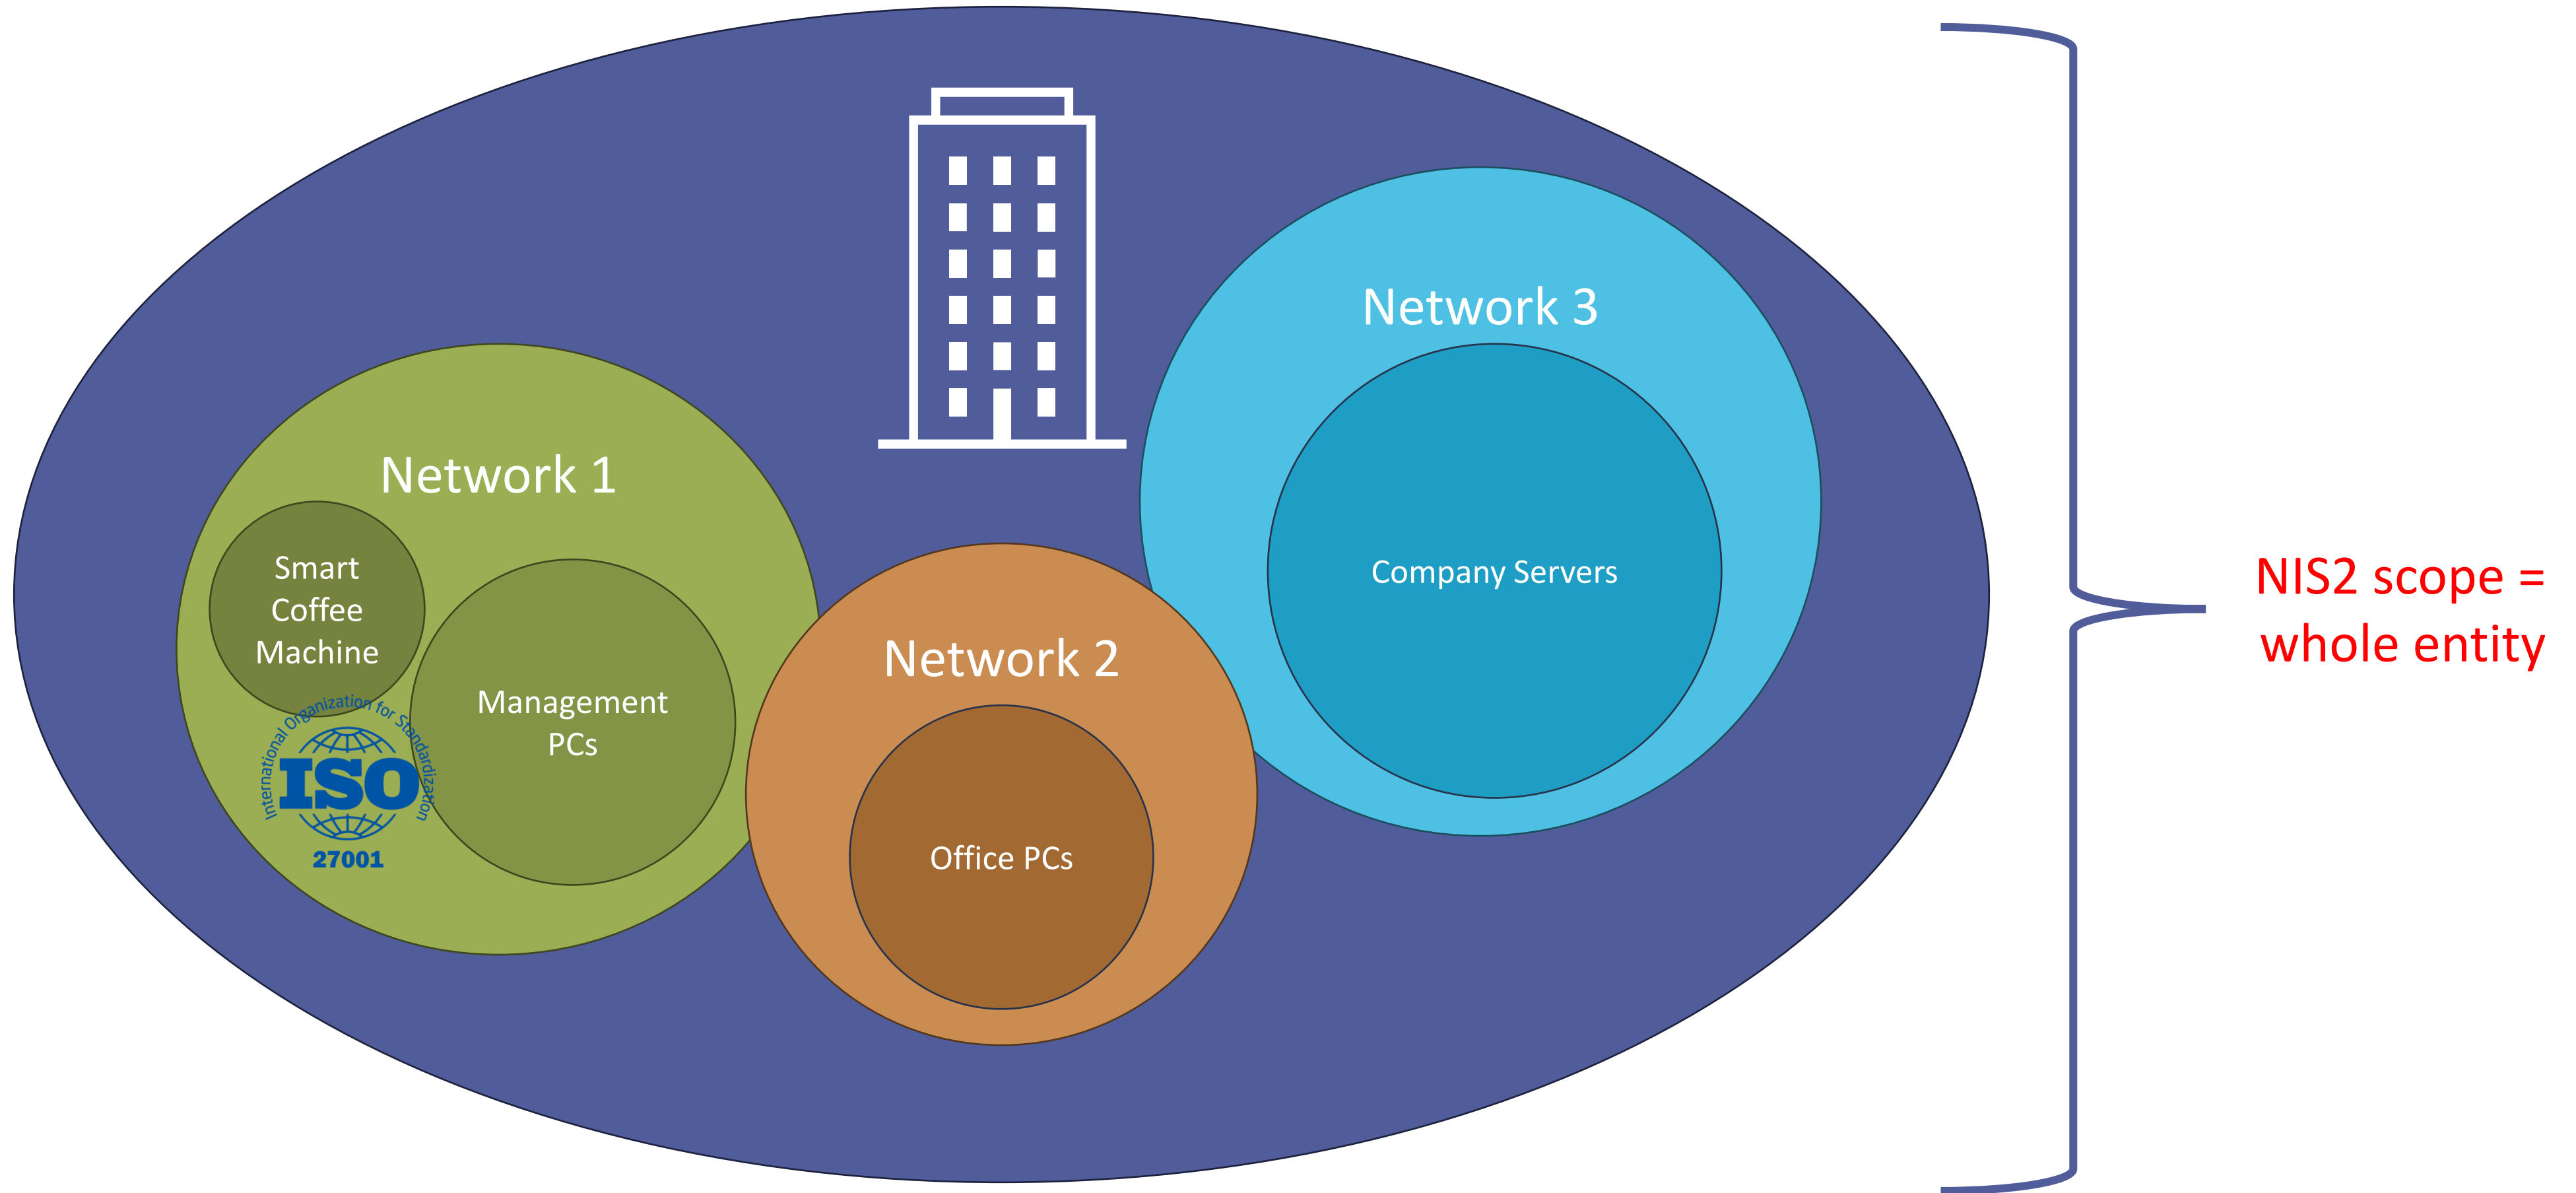 Network 3
Network 1
Smart
Coffee
Machine
Company Servers
Network 2
Management
PCs
International Organization for Standardization
ISO
27001
Office PCs
NIS2 scope =
whole entity